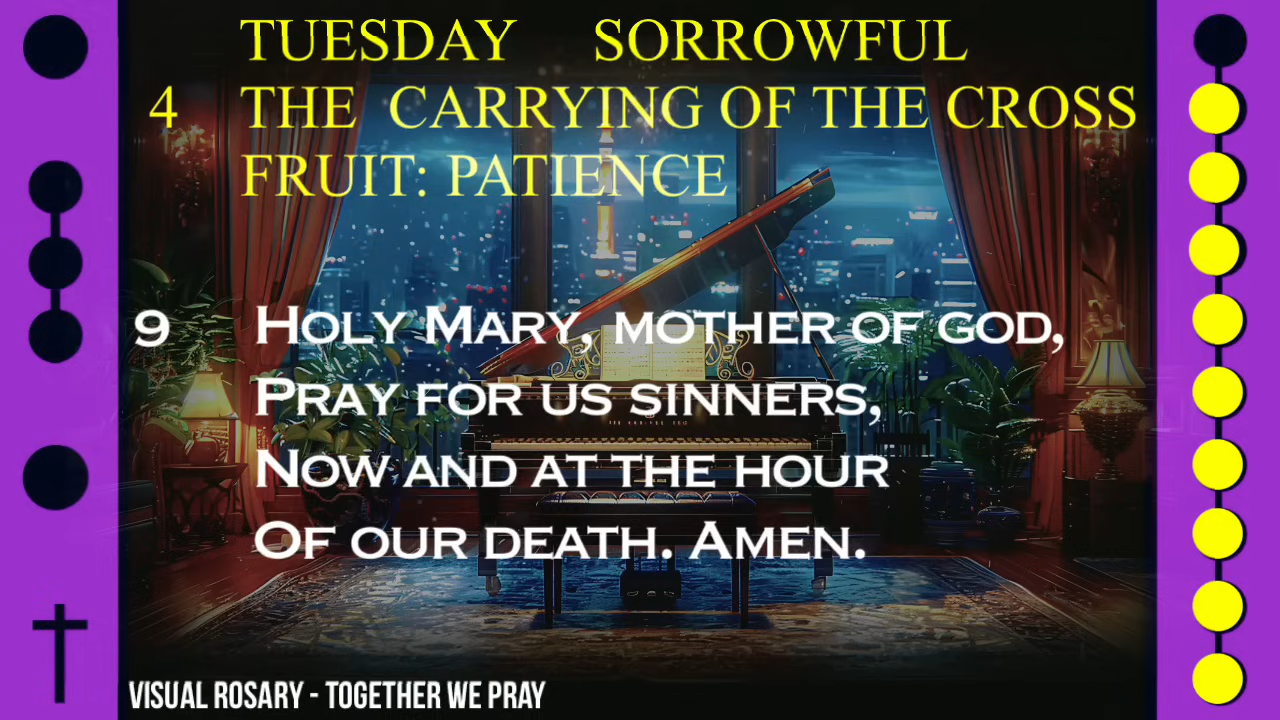 TUESDAY SORROWFUL
4 THE CARRYING OF THE CROSS
FRUIT: PATIENCE
9 HOLY MARY, MOTHER OF GOD,
PRAY FOR US SINNERS,
NOW AND AT THE HOUR
OF OUR DEATH. AMEN.
VISUAL ROSARY - TOGETHER WE PRAY